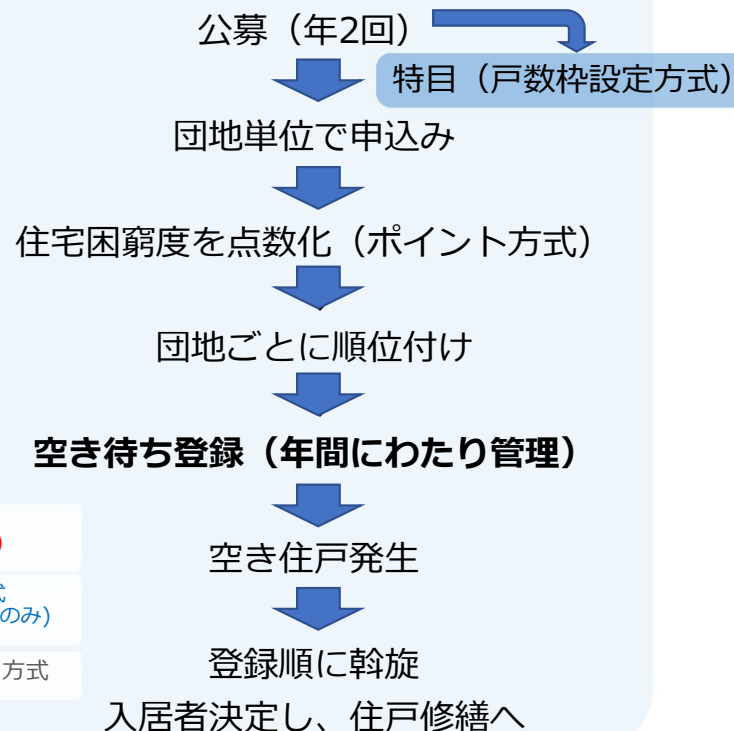 公募（年2回）
特目（戸数枠設定方式）
団地単位で申込み
住宅困窮度を点数化（ポイント方式）
団地ごとに順位付け
空き待ち登録（年間にわたり管理）
空き住戸発生
のみ)
方式
登録順に斡旋
入居者決定し、住戸修繕へ